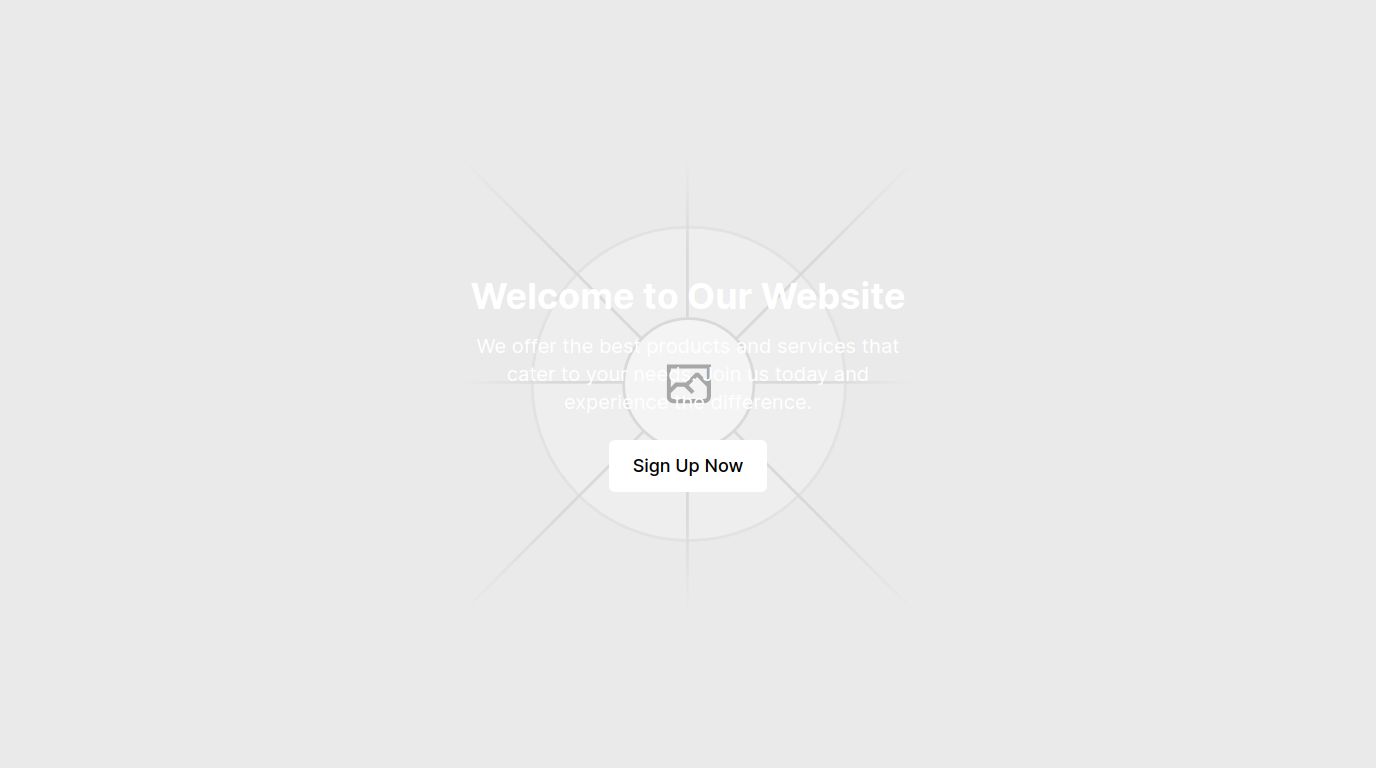 Welcome to Our Website
We offer the best products and services that
cater to your needs. Join us today and
experience the difference.
Sign Up Now